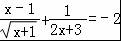 (x−1)/√(x+1) + 1/(2x+3) = −2